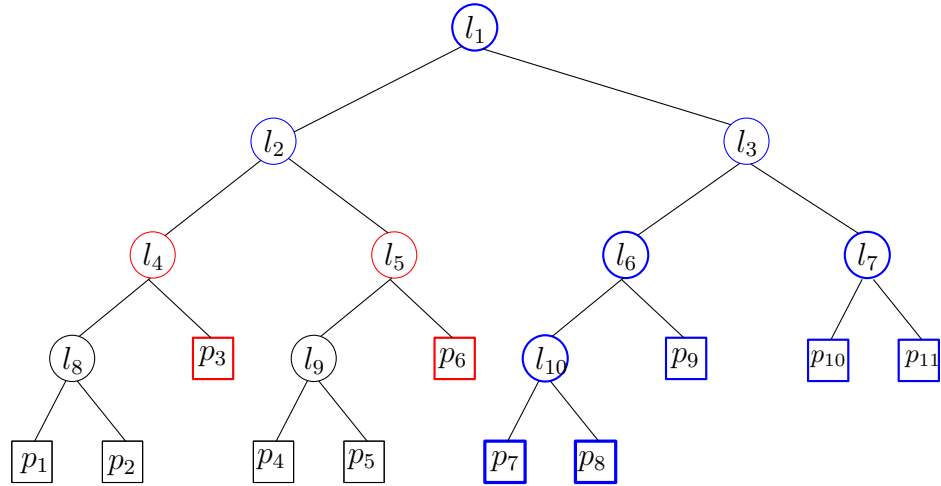 l₁
l₂ l₃
l₄ l₅ l₆ l₇
l₈ p₃ l₉ p₆ l₁₀ p₉ p₁₀ p₁₁
p₁ p₂ p₄ p₅ p₇ p₈